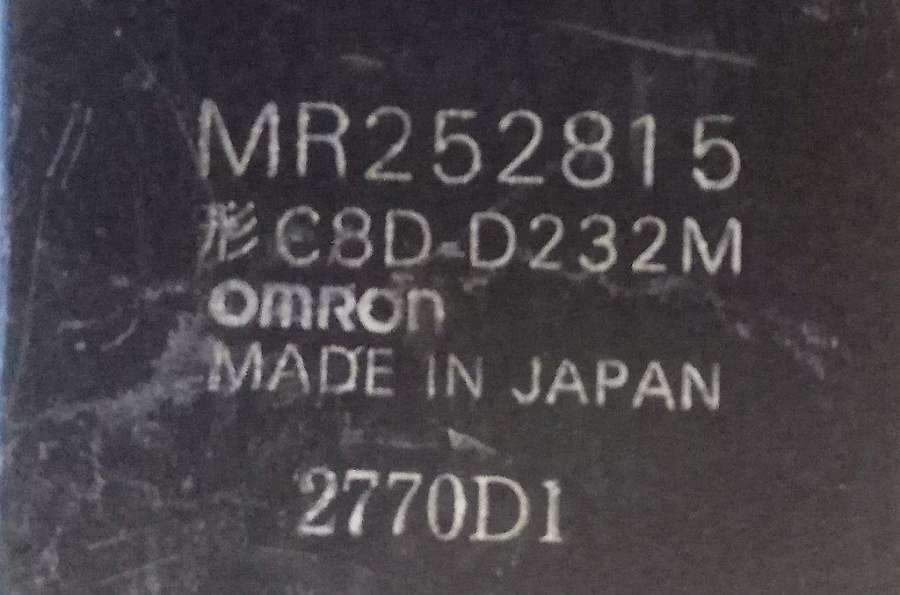 MR252815
形 C8D-D232M
omron
MADE IN JAPAN
2770D1